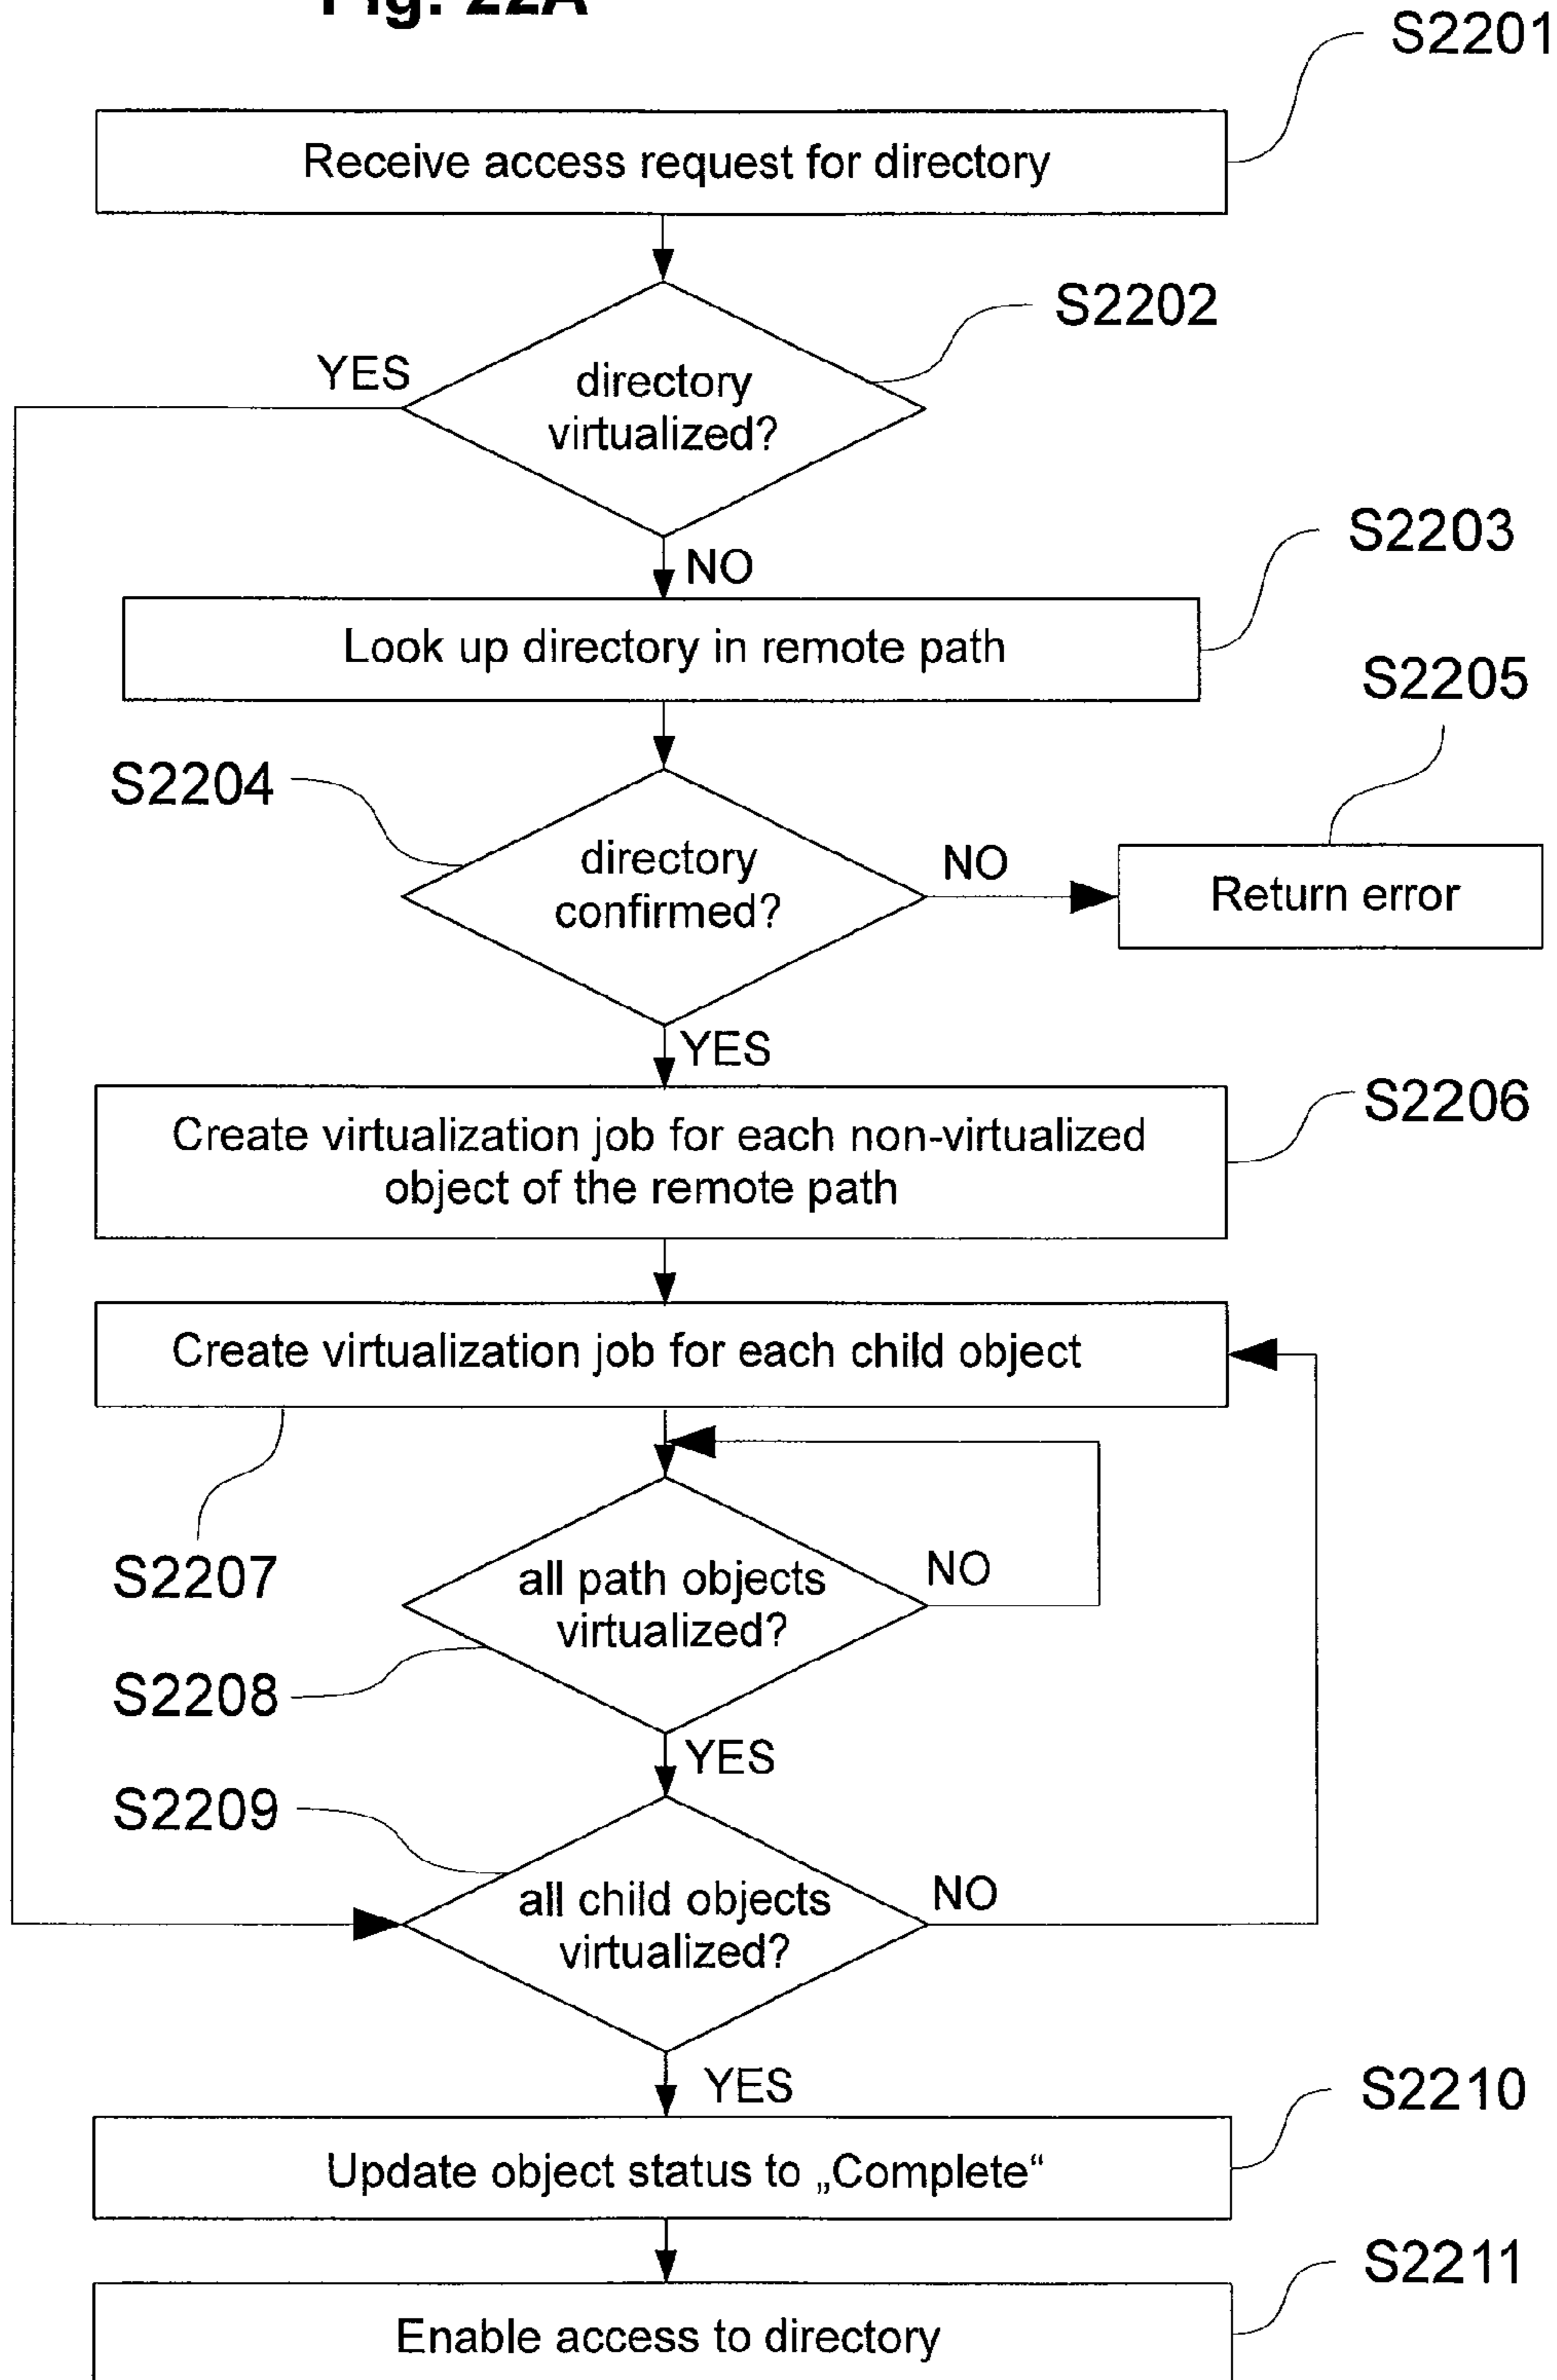 Fig. 22A
S2201
Receive access request for directory
S2202
YES
directory
virtualized?
NO
S2203
Look up directory in remote path
S2205
S2204
directory
confirmed?
NO
Return error
YES
S2206
Create virtualization job for each non-virtualized
object of the remote path
Create virtualization job for each child object
S2207
all path objects
virtualized?
NO
S2208
YES
S2209
all child objects
virtualized?
NO
YES
S2210
Update object status to „Complete“
S2211
Enable access to directory